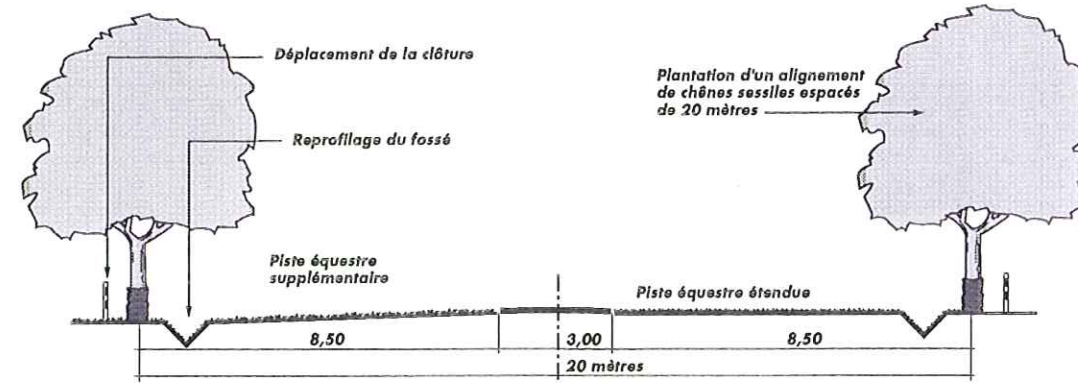 Déplacement de la clôture
Plantation d'un alignement
de chênes sessiles espacés
de 20 mètres
Reprofilage du fossé
Piste équestre
supplémentaire
Piste équestre étendue
8,50
3,00
8,50
20 mètres